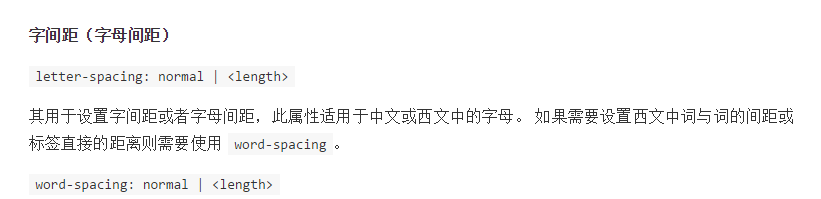 字间距（字母间距）
letter-spacing: normal | <length>
其用于设置字间距或者字母间距，此属性适用于中文或西文中的字母。 如果需要设置西文中词与词的间距或
标签直接的距离则需要使用 word-spacing 。
word-spacing: normal | <length>